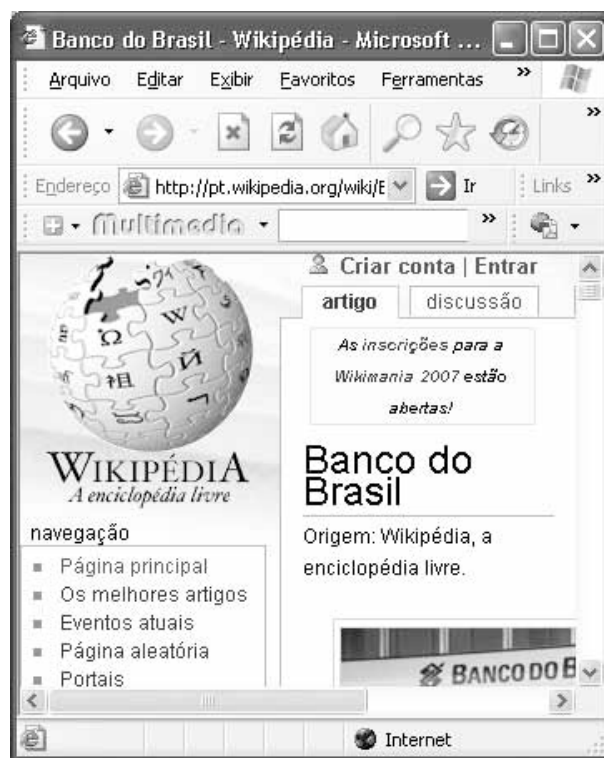 Banco do Brasil - Wikipédia - Microsoft ...
Arquivo Editar Exibir Favoritos Ferramentas »
»
Endereço http://pt.wikipedia.org/wiki/E Ir Links »
Multimedia »
Criar conta | Entrar
artigo discussão
As inscrições para a
Wikimania 2007 estão
abertas!
W
Ω
И
祖
WIKIPÉDIA
A enciclopédia livre
Banco do
Brasil
Origem: Wikipédia, a
enciclopédia livre.
navegação
Página principal
Os melhores artigos
Eventos atuais
Página aleatória
Portais
BANCO DO B
Internet